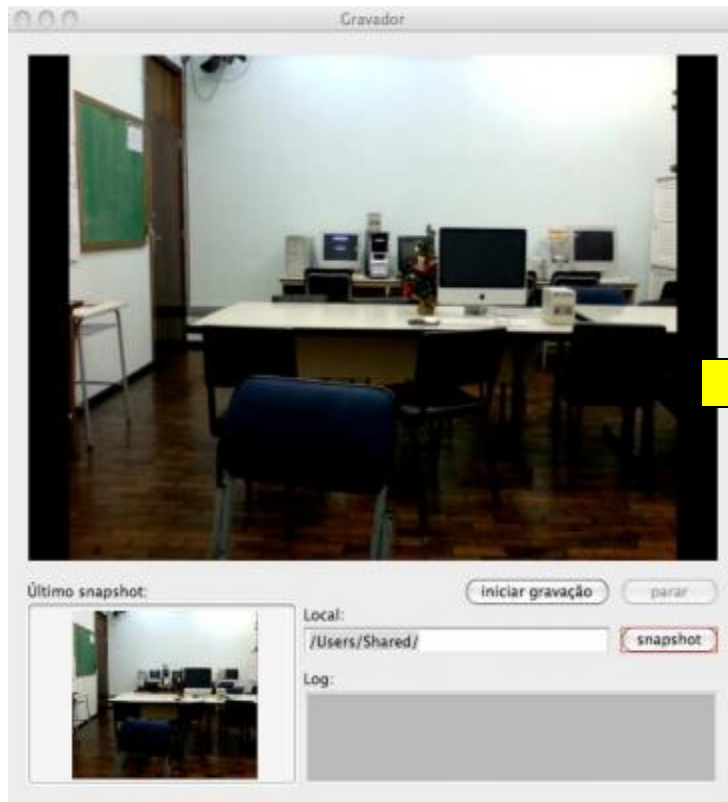 Gravador
Último snapshot:
iniciar gravação
parar
Local:
/Users/Shared/
snapshot
Log: